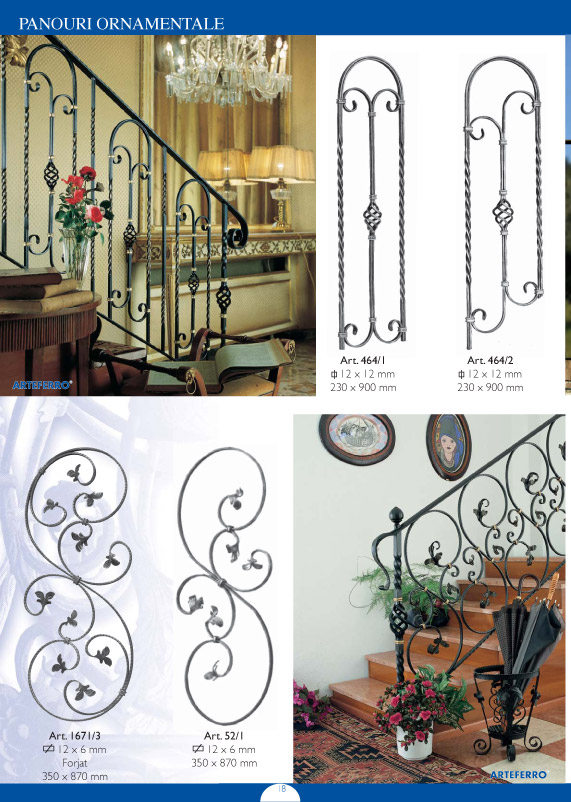 PANOURI ORNAMENTALE
ARTEFERRO®
Art. 464/1
12 x 12 mm
230 x 900 mm
Art. 464/2
12 x 12 mm
230 x 900 mm
Art. 1671/3
12 x 6 mm
Forjat
350 x 870 mm
Art. 52/1
12 x 6 mm
350 x 870 mm
ARTEFERRO
18